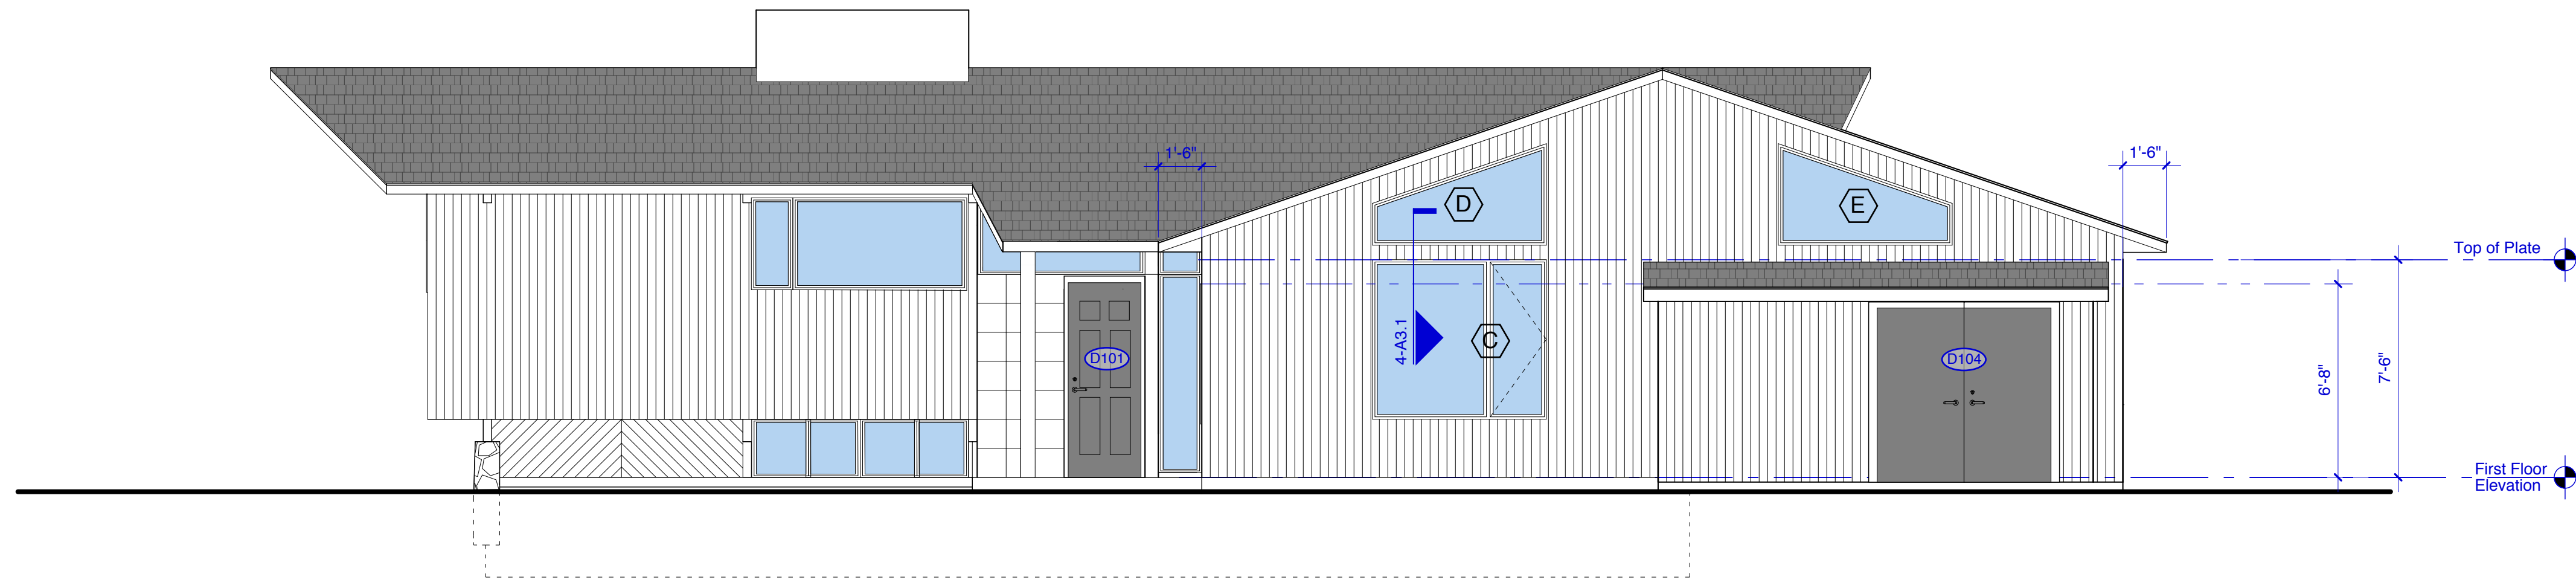 1'-6"
1'-6"
D
E
Top of Plate
4-A3.1
C
D101
D104
6'-8"
7'-6"
First Floor
Elevation